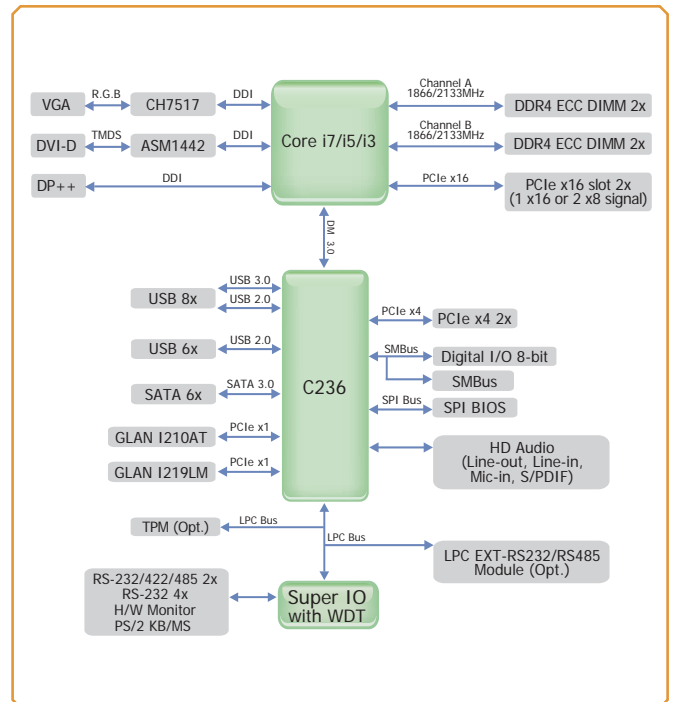 VGA
R.G.B
CH7517
DDI
Core i7/i5/i3
Channel A
1866/2133MHz
DDR4 ECC DIMM 2x
DVI-D
TMDS
ASM1442
DDI
Channel B
1866/2133MHz
DDR4 ECC DIMM 2x
DP++
DDI
PCIe x16
PCIe x16 slot 2x
(1 x16 or 2 x8 signal)
DM 3.0
USB 8x
USB 3.0
USB 2.0
C236
PCIe x4
PCIe x4 2x
USB 6x
USB 2.0
SMBus
Digital I/O 8-bit
SMBus
SATA 6x
SATA 3.0
SPI Bus
SPI BIOS
GLAN I210AT
PCIe x1
HD Audio
(Line-out, Line-in,
Mic-in, S/PDIF)
GLAN I219LM
PCIe x1
TPM (Opt.)
LPC Bus
LPC Bus
LPC EXT-RS232/RS485
Module (Opt.)
RS-232/422/485 2x
RS-232 4x
H/W Monitor
PS/2 KB/MS
Super IO
with WDT